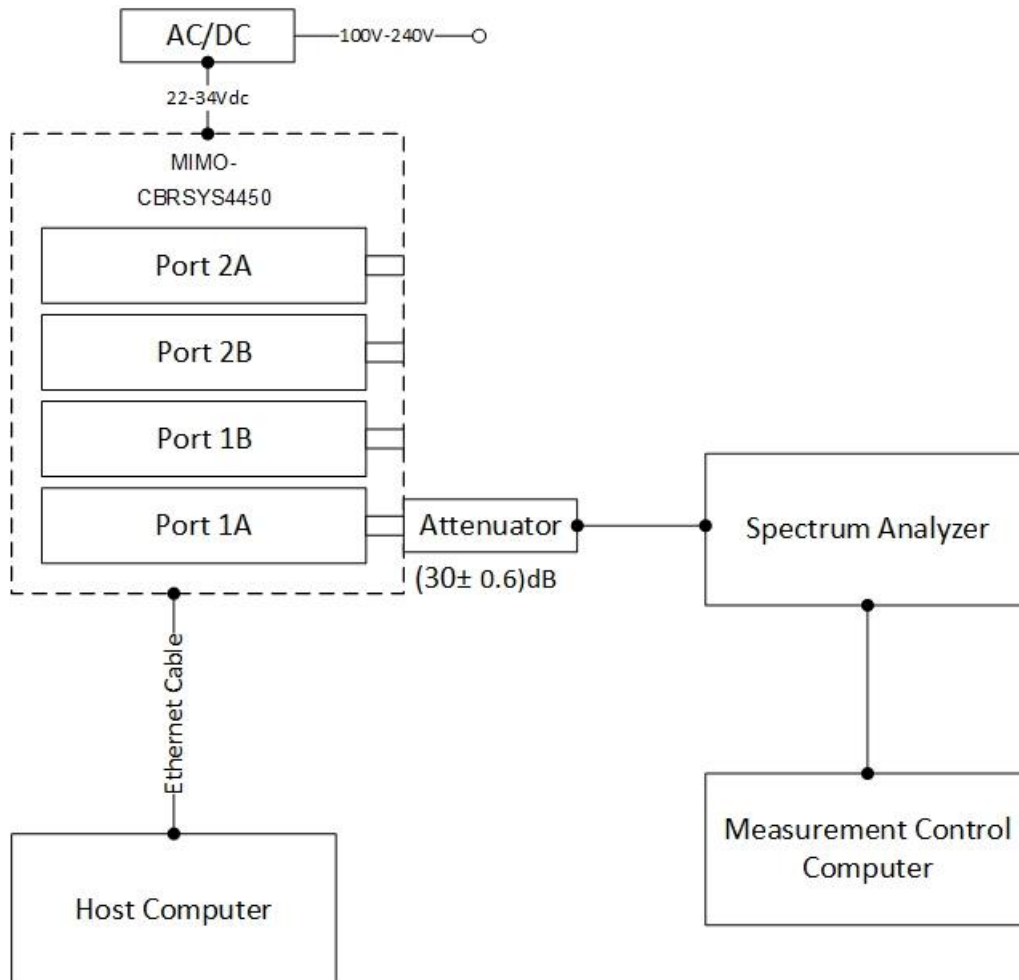 AC/DC
100V-240V
22-34Vdc
MIMO-
CBRSYS4450
Port 2A
Port 2B
Port 1B
Port 1A
Attenuator
(30± 0.6)dB
Spectrum Analyzer
Ethernet Cable
Measurement Control
Computer
Host Computer